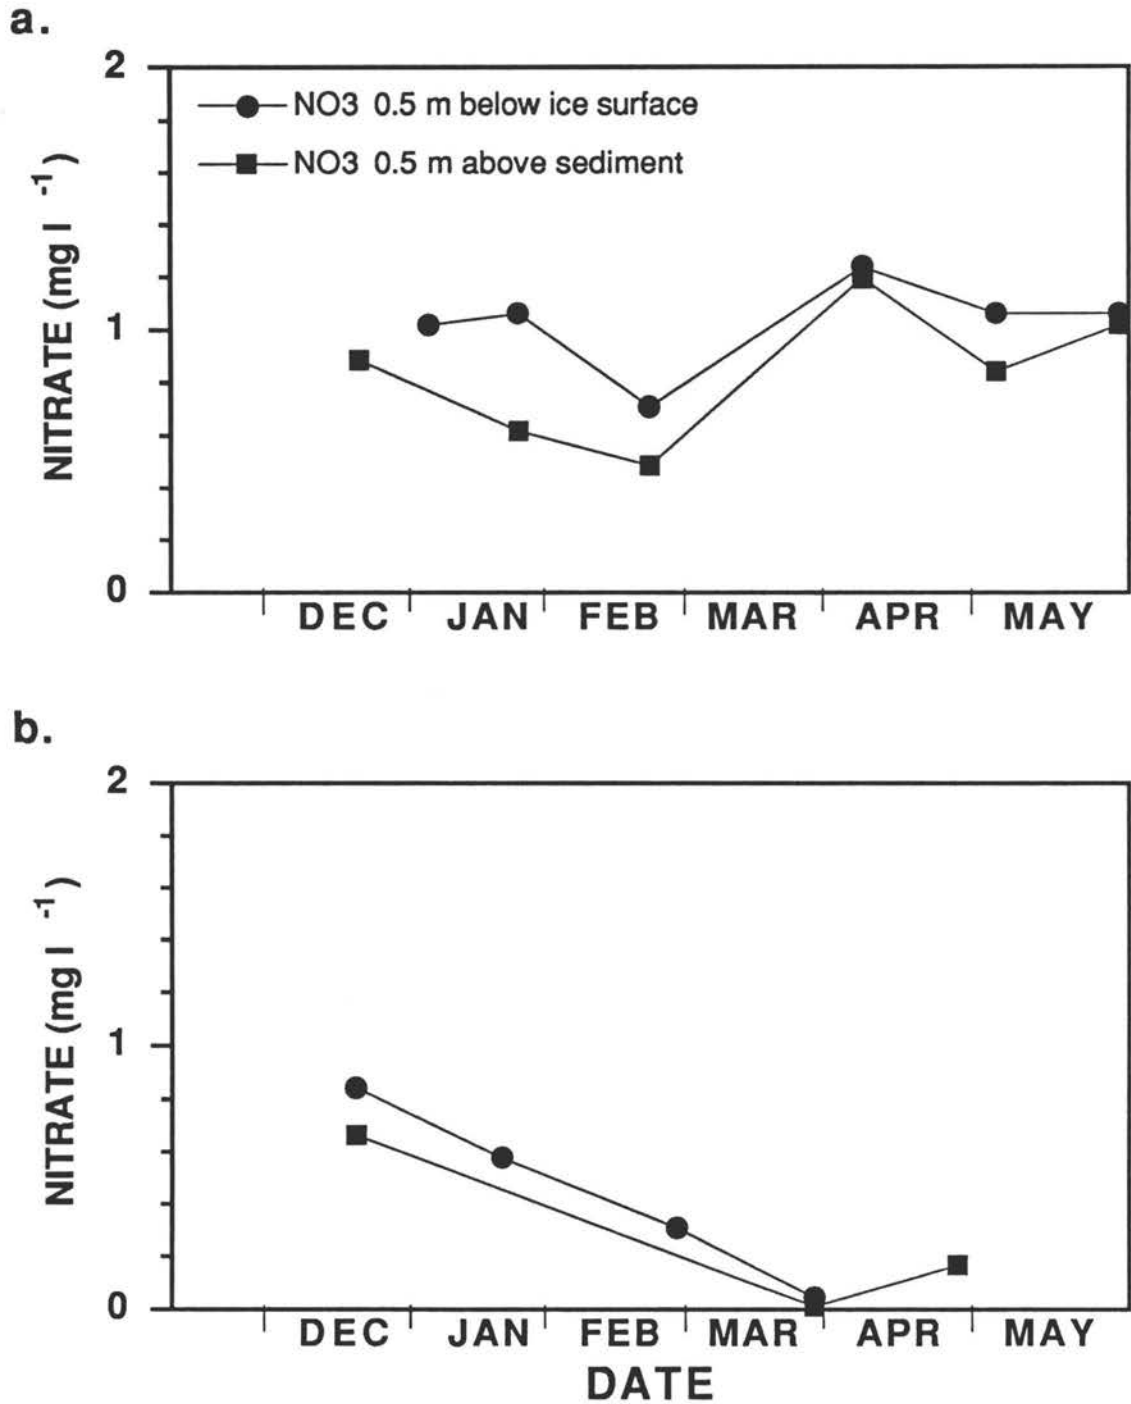 a.
2
NO3 0.5 m below ice surface
NO3 0.5 m above sediment
NITRATE (mg l -1)
1
0
DEC JAN FEB MAR APR MAY
b.
2
NITRATE (mg l -1)
1
0
DEC JAN FEB MAR APR MAY
DATE